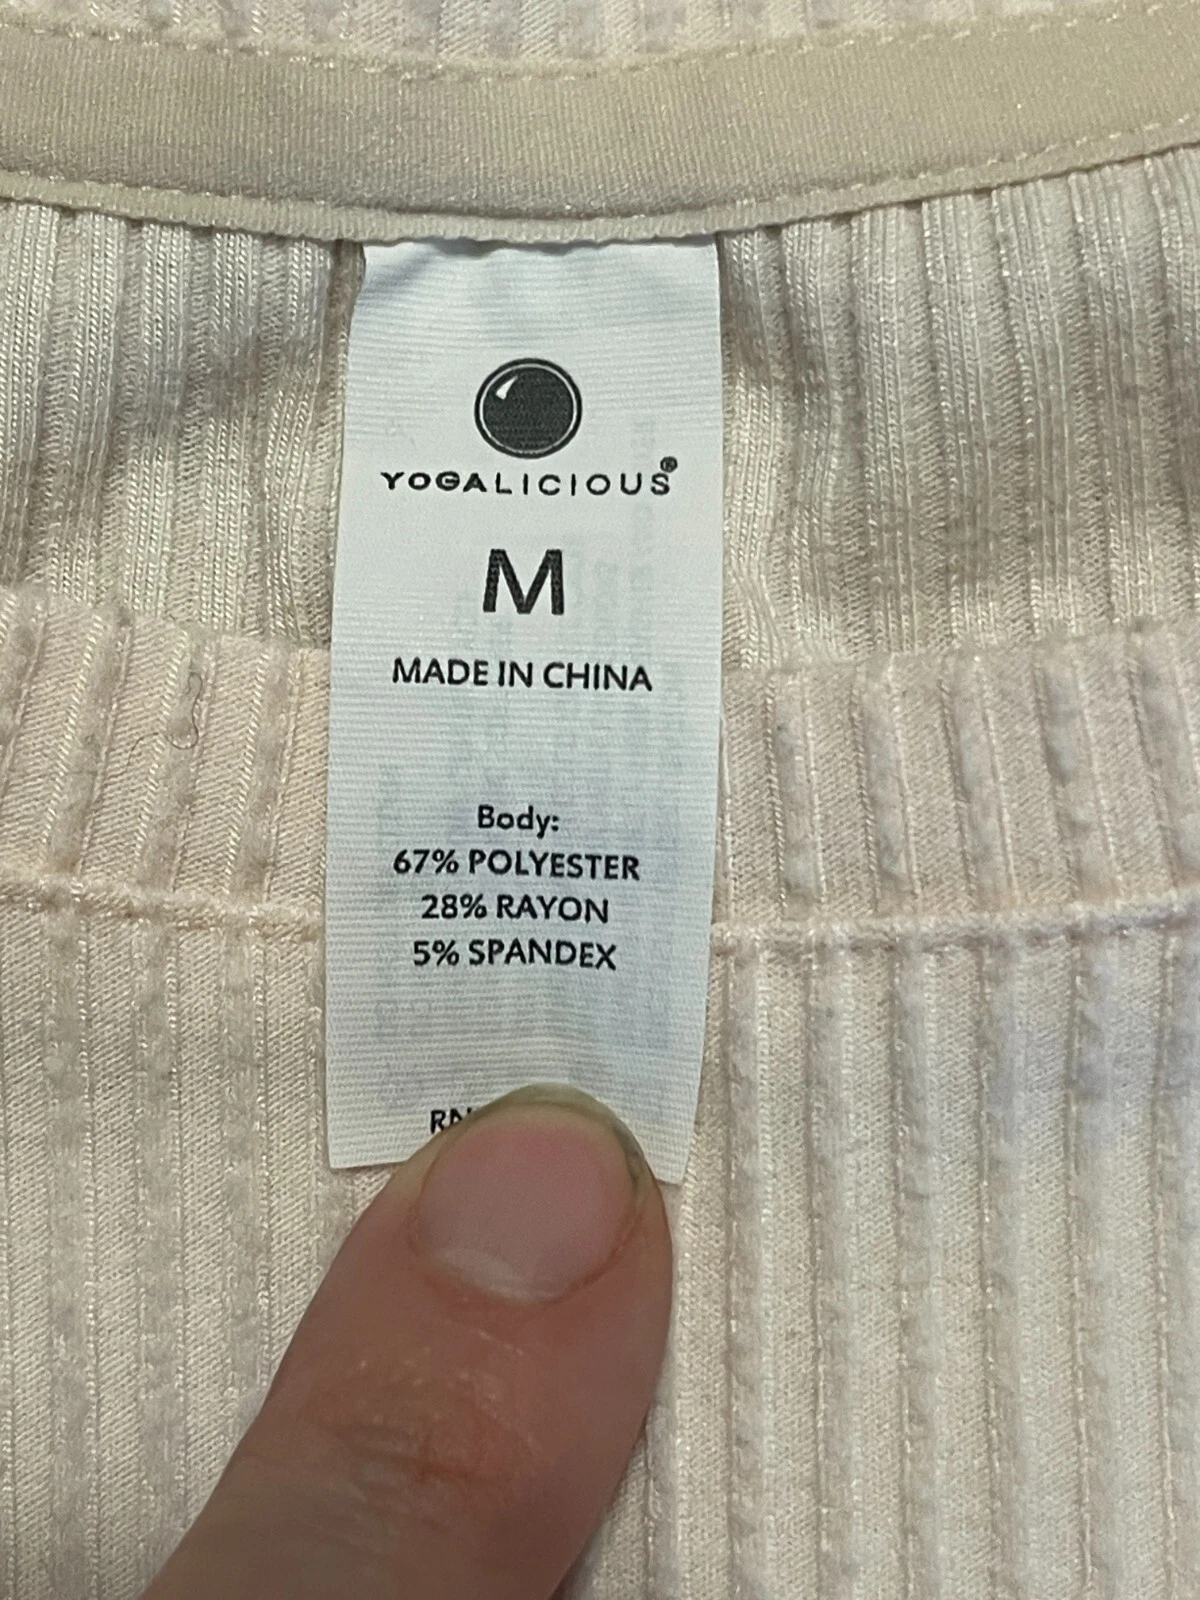 YOGALICIOUS®
M
MADE IN CHINA
Body:
67% POLYESTER
28% RAYON
5% SPANDEX